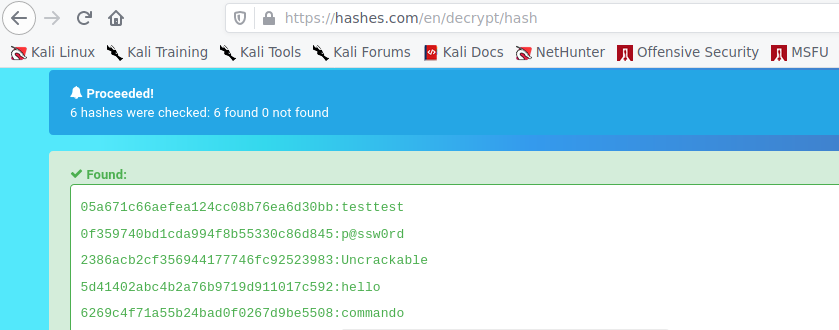 https://hashes.com/en/decrypt/hash
Kali Linux Kali Training Kali Tools Kali Forums Kali Docs NetHunter Offensive Security MSFU
Proceeded!
6 hashes were checked: 6 found 0 not found
Found:
05a671c66aefea124cc08b76ea6d30bb:testtest
0f359740bd1cda994f8b55330c86d845:p@ssw0rd
2386acb2cf356944177746fc92523983:Uncrackable
5d41402abc4b2a76b9719d911017c592:hello
6269c4f71a55b24bad0f0267d9be5508:commando